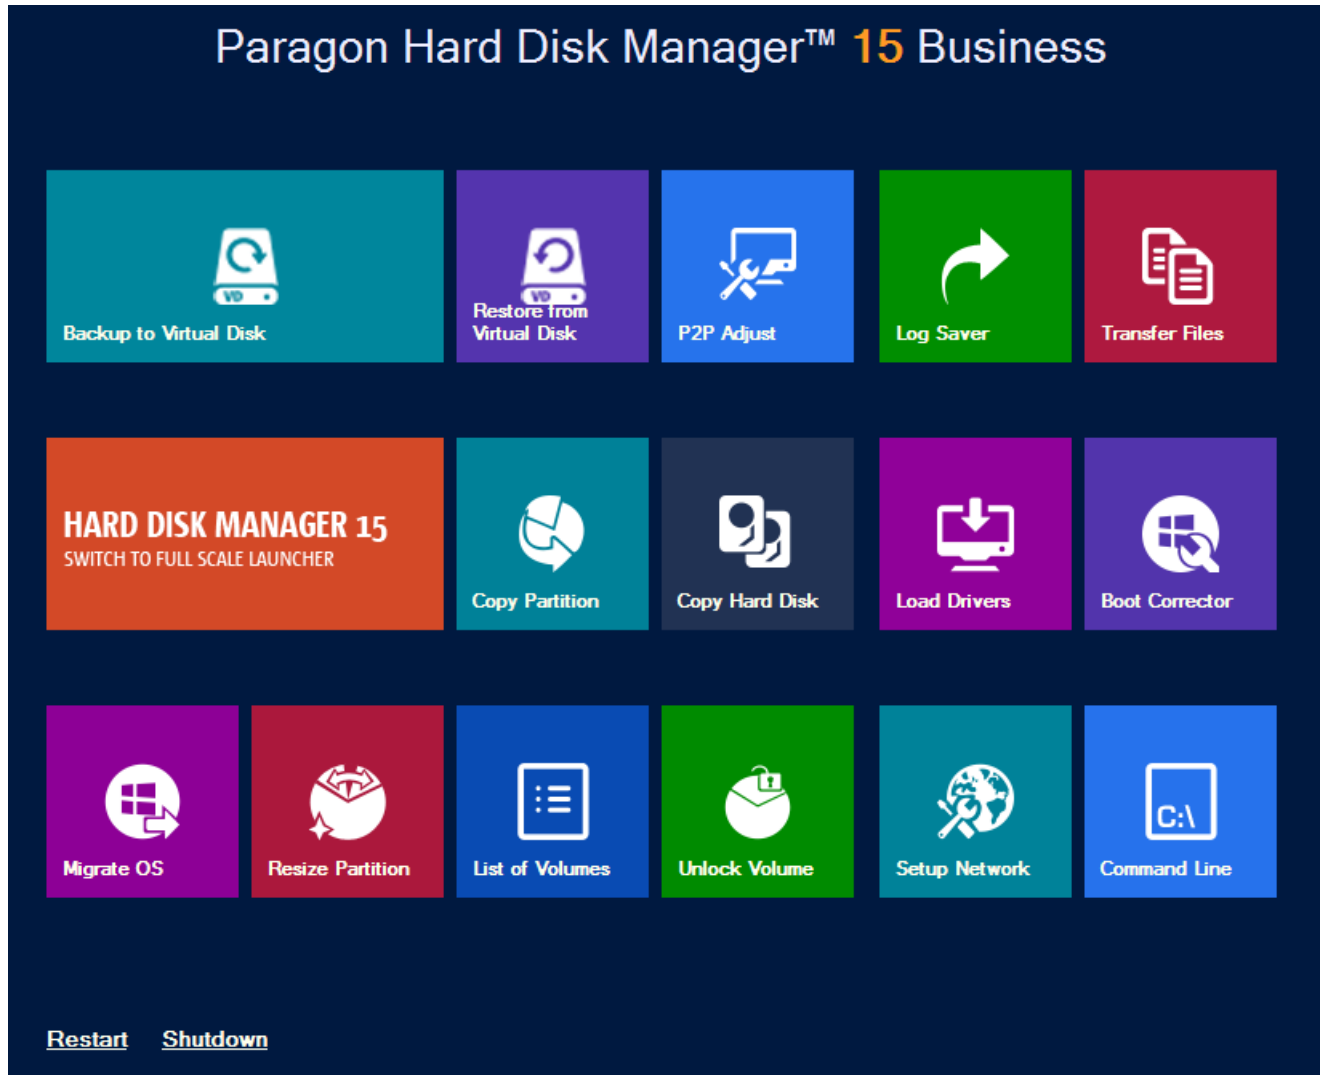 Paragon Hard Disk Manager™ 15 Business
VD
Backup to Virtual Disk
VD
Restore from
Virtual Disk
P2P Adjust
Log Saver
Transfer Files
HARD DISK MANAGER 15
SWITCH TO FULL SCALE LAUNCHER
Copy Partition
Copy Hard Disk
Load Drivers
Boot Corrector
Migrate OS
Resize Partition
List of Volumes
Unlock Volume
Setup Network
C:\
Command Line
Restart
Shutdown